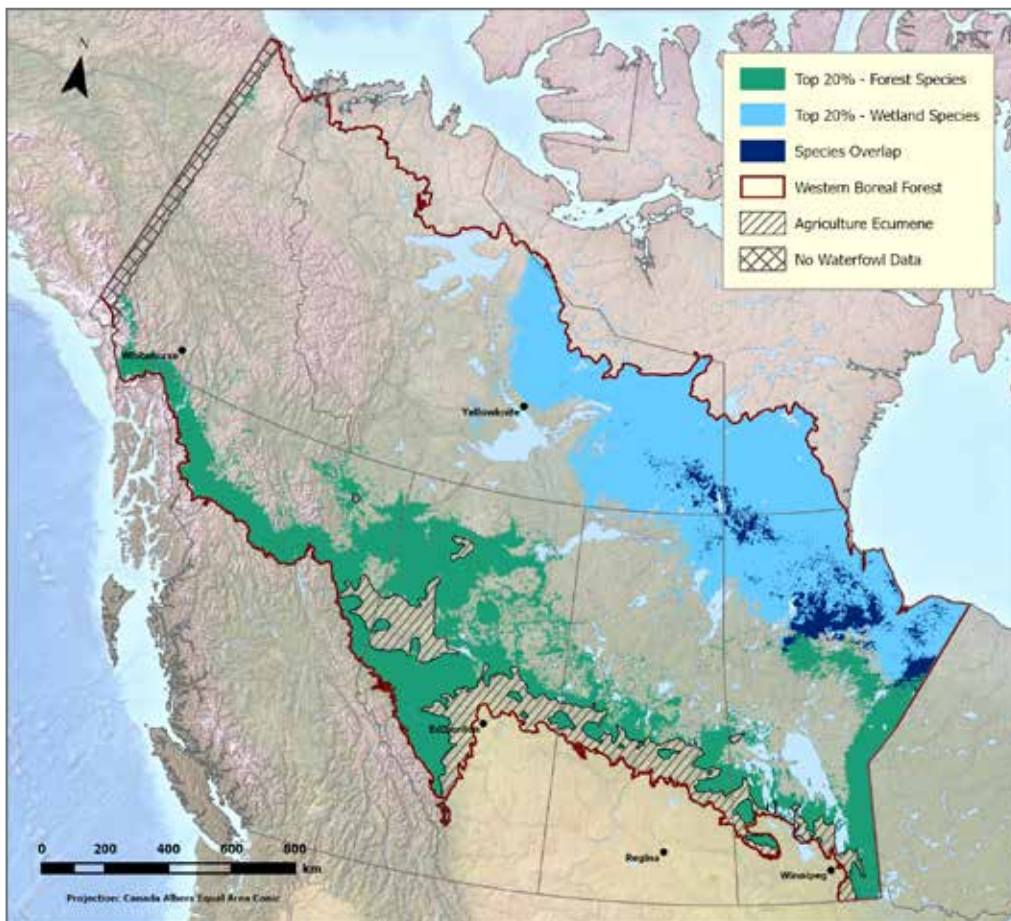 N
Top 20% - Forest Species
Top 20% - Wetland Species
Species Overlap
Western Boreal Forest
Agriculture Ecumene
No Waterfowl Data
Whitehorse
Yellowknife
Edmonton
Regina
Winnipeg
0 200 400 600 800
km
Projection: Canada Albers Equal Area Conic